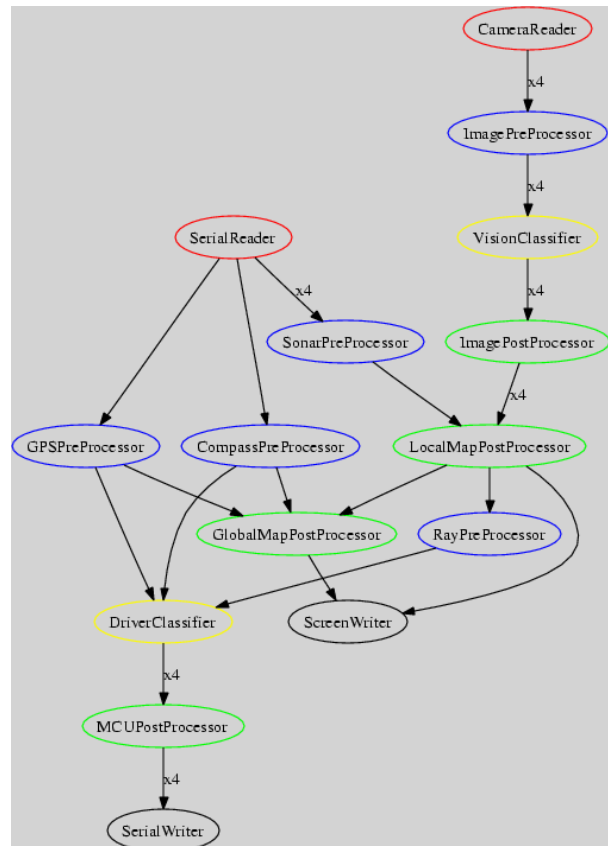 CameraReader
x4
ImagePreProcessor
x4
SerialReader
VisionClassifier
x4
x4
SonarPreProcessor
ImagePostProcessor
x4
GPSPreProcessor
CompassPreProcessor
LocalMapPostProcessor
GlobalMapPostProcessor
RayPreProcessor
DriverClassifier
ScreenWriter
x4
MCUPostProcessor
x4
SerialWriter